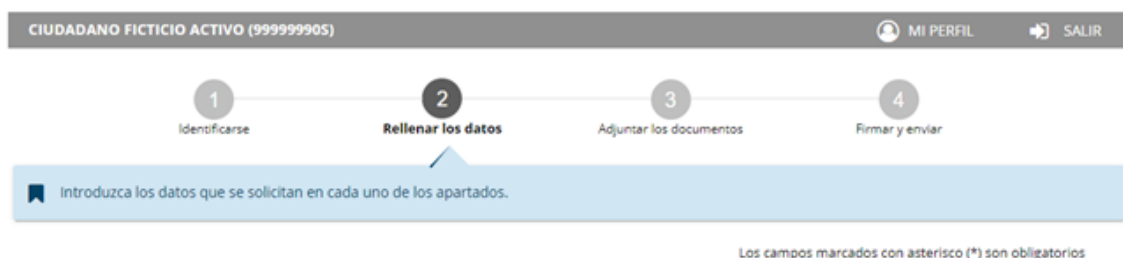 CIUDADANO FICTICIO ACTIVO (99999990S) MI PERFIL SALIR
1 2 3 4
Identificarse Rellenar los datos Adjuntar los documentos Firmar y enviar
Introduzca los datos que se solicitan en cada uno de los apartados.
Los campos marcados con asterisco (*) son obligatorios